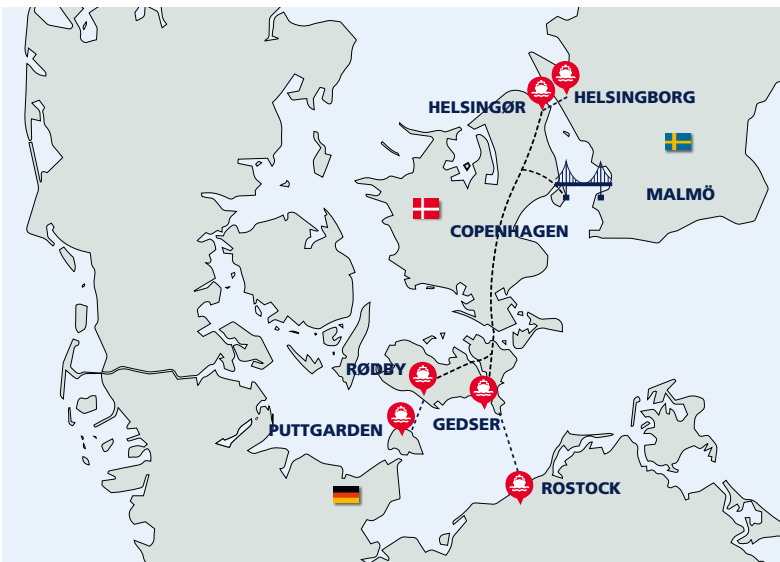 HELSINGBORG
HELSINGØR
MALMÖ
COPENHAGEN
RØDBY
GEDSER
PUTTGARDEN
ROSTOCK